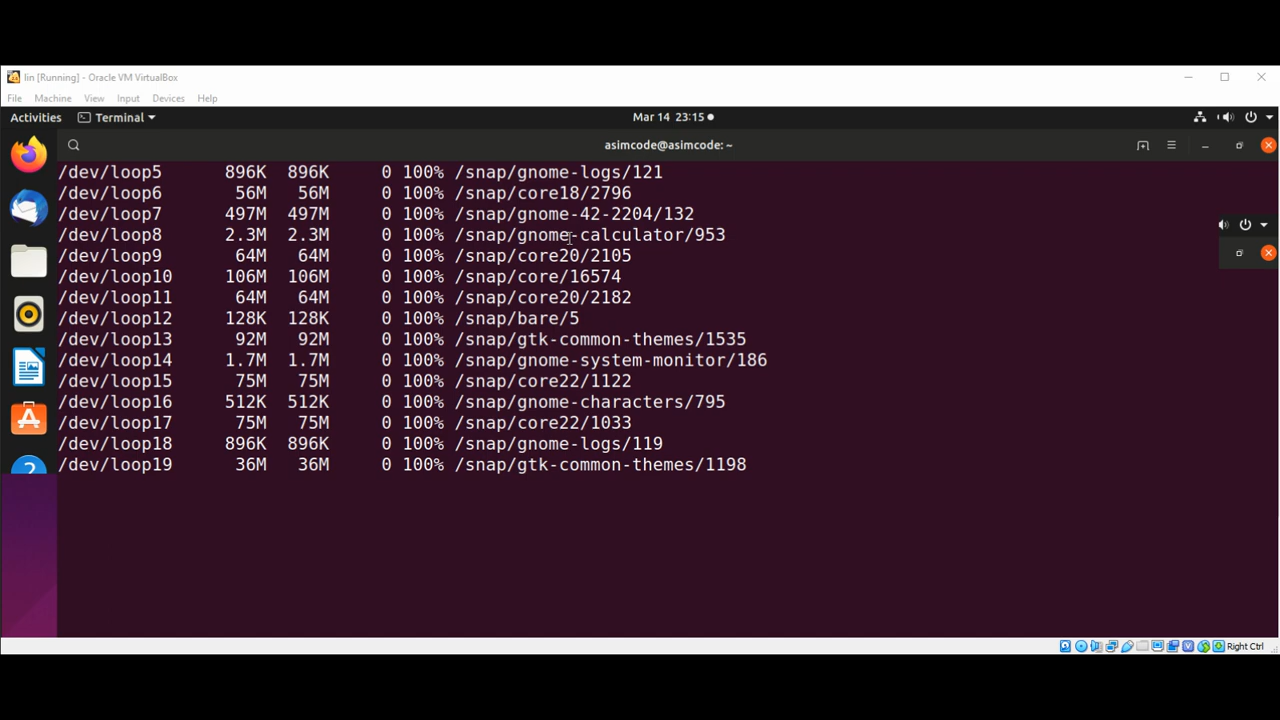 lin [Running] - Oracle VM VirtualBox
File Machine View Input Devices Help
Activities Terminal Mar 14 23:15
asimcode@asimcode: ~
/dev/loop5 896K 896K 0 100% /snap/gnome-logs/121
/dev/loop6 56M 56M 0 100% /snap/core18/2796
/dev/loop7 497M 497M 0 100% /snap/gnome-42-2204/132
/dev/loop8 2.3M 2.3M 0 100% /snap/gnome-calculator/953
/dev/loop9 64M 64M 0 100% /snap/core20/2105
/dev/loop10 106M 106M 0 100% /snap/core/16574
/dev/loop11 64M 64M 0 100% /snap/core20/2182
/dev/loop12 128K 128K 0 100% /snap/bare/5
/dev/loop13 92M 92M 0 100% /snap/gtk-common-themes/1535
/dev/loop14 1.7M 1.7M 0 100% /snap/gnome-system-monitor/186
/dev/loop15 75M 75M 0 100% /snap/core22/1122
/dev/loop16 512K 512K 0 100% /snap/gnome-characters/795
/dev/loop17 75M 75M 0 100% /snap/core22/1033
/dev/loop18 896K 896K 0 100% /snap/gnome-logs/119
/dev/loop19 36M 36M 0 100% /snap/gtk-common-themes/1198
Right Ctrl